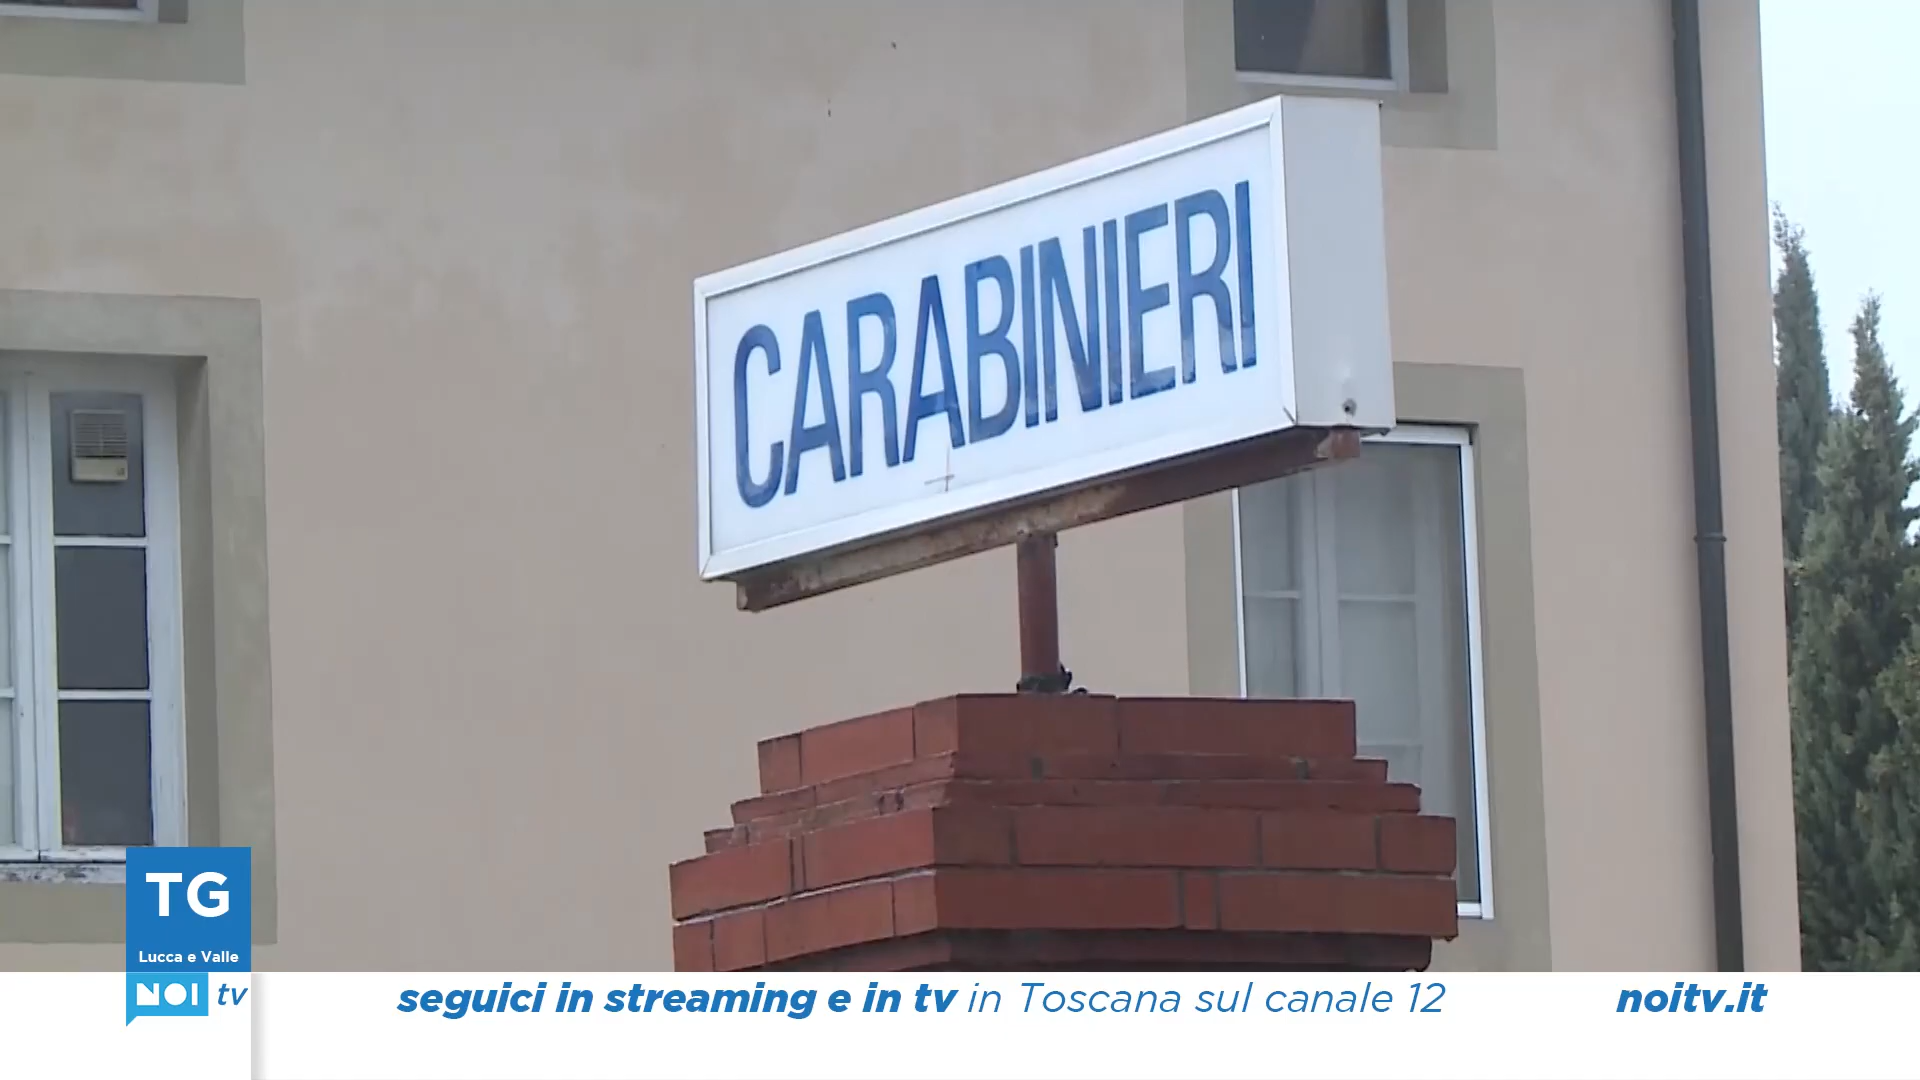 CARABINIERI
TG
Lucca e Valle
NOI tv
seguici in streaming e in tv in Toscana sul canale 12
noitv.it